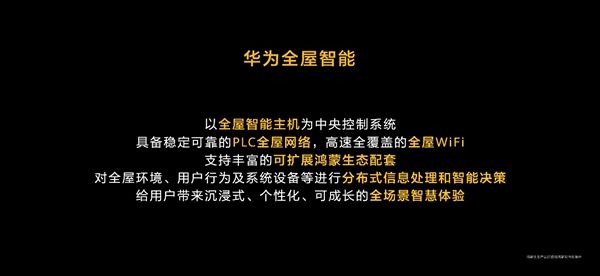 华为全屋智能
以全屋智能主机为中央控制系统
具备稳定可靠的PLC全屋网络，高速全覆盖的全屋WiFi
支持丰富的可扩展鸿蒙生态配套
对全屋环境、用户行为及系统设备等进行分布式信息处理和智能决策
给用户带来沉浸式、个性化、可成长的全场景智慧体验